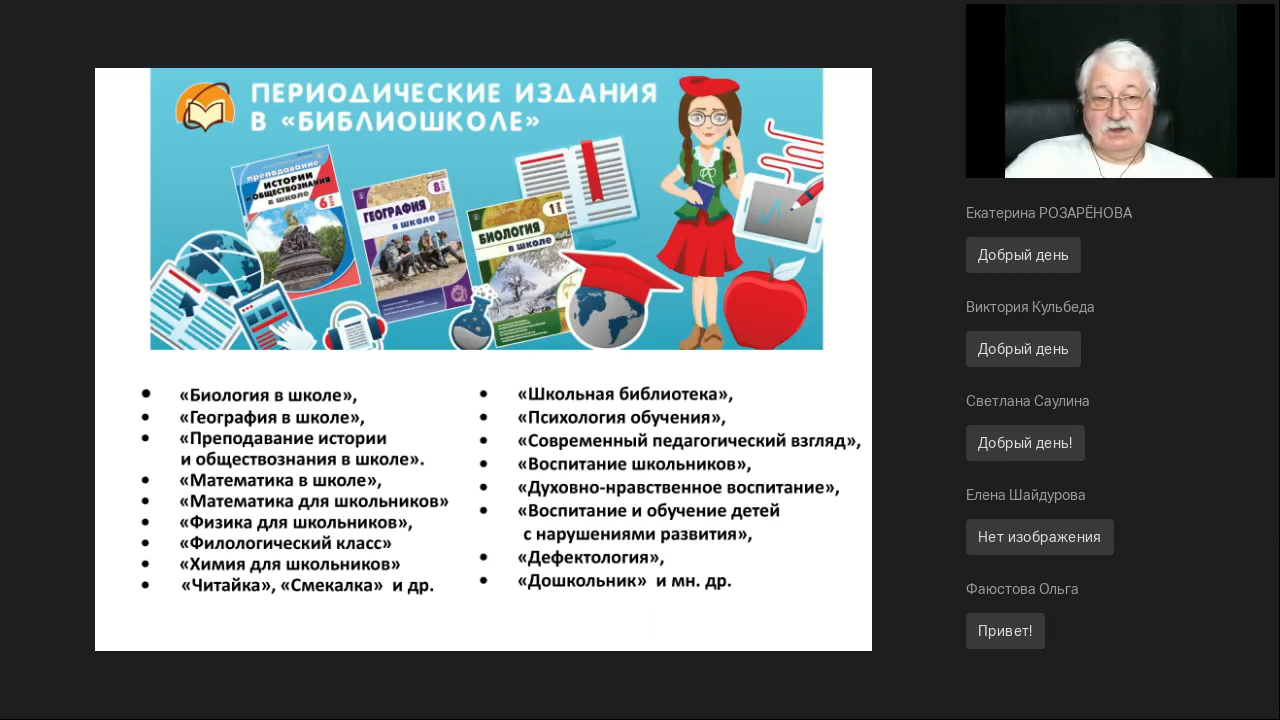 ПЕРИОДИЧЕСКИЕ ИЗДАНИЯ
В «БИБЛИОШКОЛЕ»
преподавание
ИСТОРИИ
и ОБЩЕСТВОЗНАНИЯ
в школе
6
ГЕОГРАФИЯ
в школе
8
БИОЛОГИЯ
в школе
1
• «Биология в школе»,
• «География в школе»,
• «Преподавание истории
и обществознания в школе».
• «Математика в школе»,
• «Математика для школьников»
• «Физика для школьников»,
• «Филологический класс»
• «Химия для школьников»
• «Читайка», «Смекалка» и др.
• «Школьная библиотека»,
• «Психология обучения»,
• «Современный педагогический взгляд»,
• «Воспитание школьников»,
• «Духовно-нравственное воспитание»,
• «Воспитание и обучение детей
с нарушениями развития»,
• «Дефектология»,
• «Дошкольник» и мн. др.
Екатерина РОЗАРЁНОВА
Добрый день
Виктория Кульбеда
Добрый день
Светлана Саулина
Добрый день!
Елена Шайдурова
Нет изображения
Фаюстова Ольга
Привет!